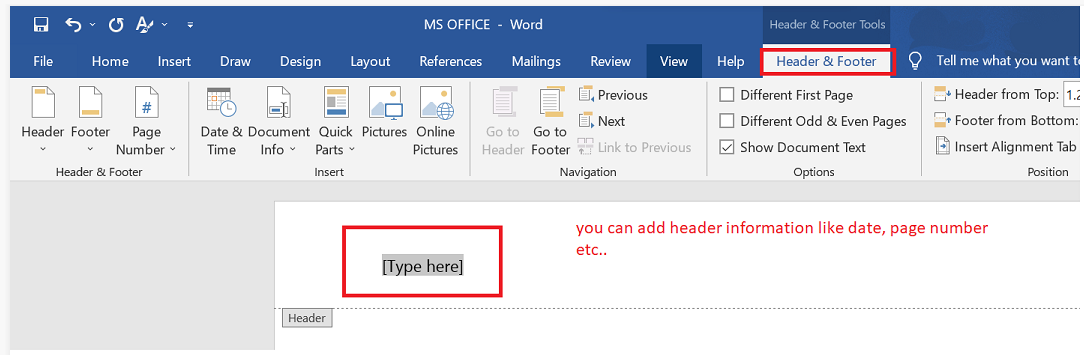 MS OFFICE - Word
Header & Footer Tools
File Home Insert Draw Design Layout References Mailings Review View Help Header & Footer Tell me what you want to
Header Footer Page Number
Date & Time Document Info Quick Parts Pictures Online Pictures
Go to Header Go to Footer
Previous
Next
Link to Previous
Different First Page
Different Odd & Even Pages
Show Document Text
Header from Top: 1.2
Footer from Bottom:
Insert Alignment Tab
Header & Footer Insert Navigation Options Position
you can add header information like date, page number
etc..
[Type here]
Header